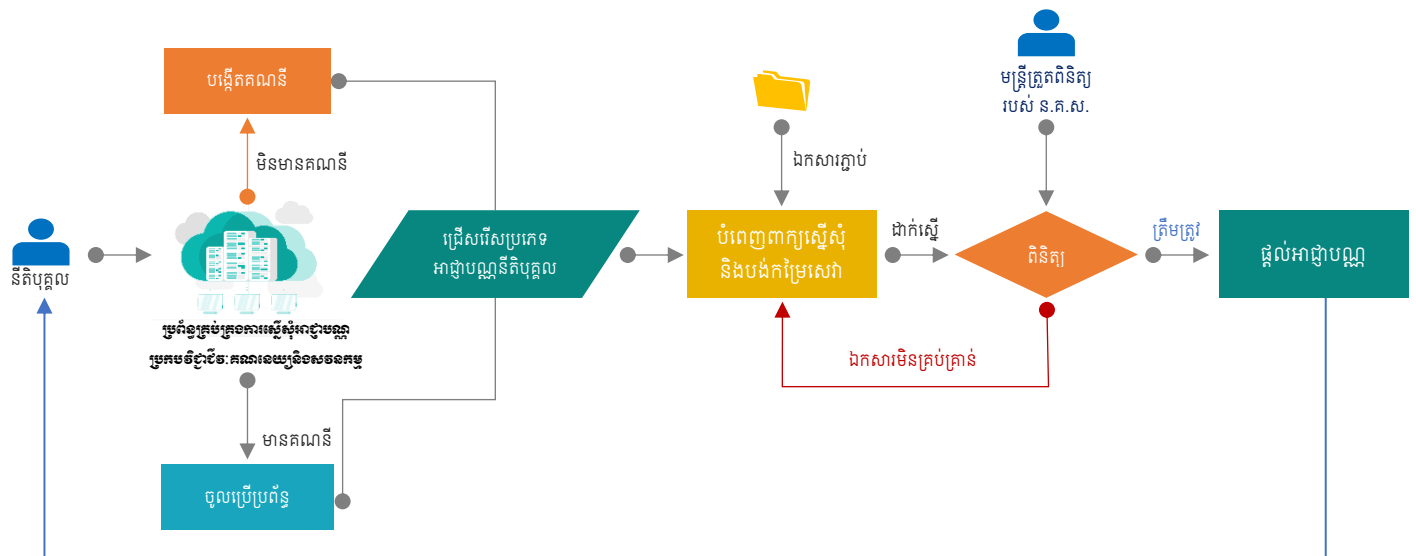 បង្កើតគណនី
មិនមានគណនី
នីតិបុគ្គល
ប្រព័ន្ធគ្រប់គ្រងការស្នើសុំអាជ្ញាបណ្ណ
ប្រកបវិជ្ជាជីវៈគណនេយ្យនិងសវនកម្ម
មានគណនី
ចូលប្រើប្រព័ន្ធ
ជ្រើសរើសប្រភេទ
អាជ្ញាបណ្ណនីតិបុគ្គល
ឯកសារភ្ជាប់
បំពេញពាក្យស្នើសុំ
និងបង់កម្រៃសេវា
ដាក់ស្នើ
មន្ត្រីត្រួតពិនិត្យ
របស់ ន.គ.ស.
ពិនិត្យ
ឯកសារមិនគ្រប់គ្រាន់
ត្រឹមត្រូវ
ផ្តល់អាជ្ញាបណ្ណ